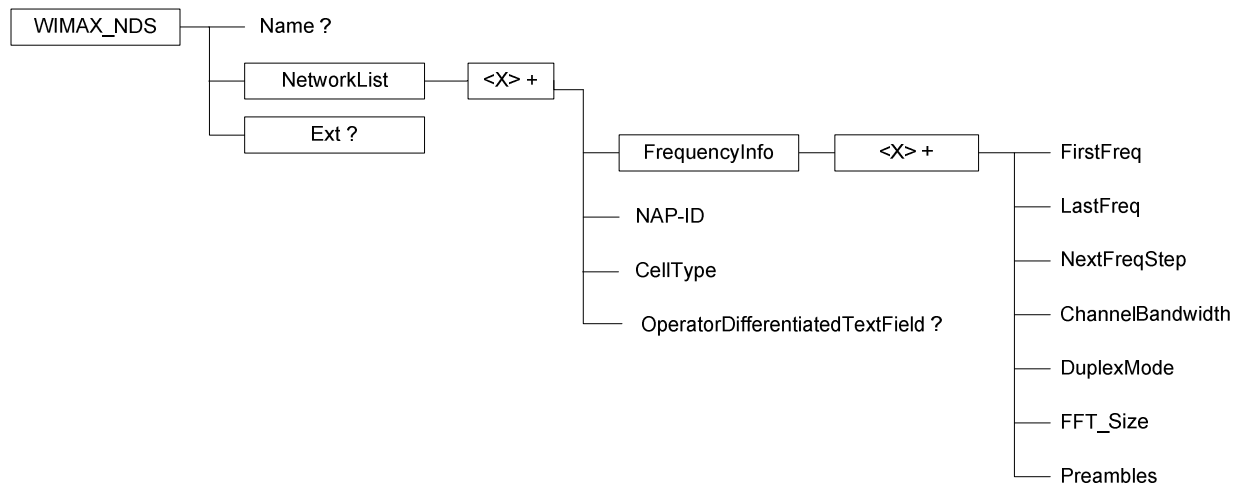 WIMAX_NDS
Name ?
NetworkList
<X> +
Ext ?
FrequencyInfo
<X> +
FirstFreq
LastFreq
NAP-ID
NextFreqStep
CellType
ChannelBandwidth
OperatorDifferentiatedTextField ?
DuplexMode
FFT_Size
Preambles